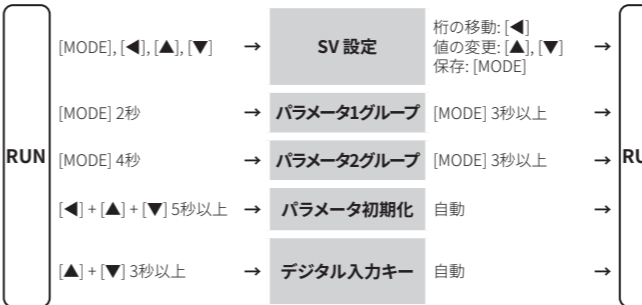 RUN
[MODE], [◀], [▲], [▼] → SV 設定
桁の移動: [◀]
値の変更: [▲], [▼]
保存: [MODE]
→
[MODE] 2秒 → パラメータ1グループ [MODE] 3秒以上 →
[MODE] 4秒 → パラメータ2グループ [MODE] 3秒以上 →
[◀] + [▲] + [▼] 5秒以上 → パラメータ初期化 自動 →
[▲] + [▼] 3秒以上 → デジタル入力キー 自動 →